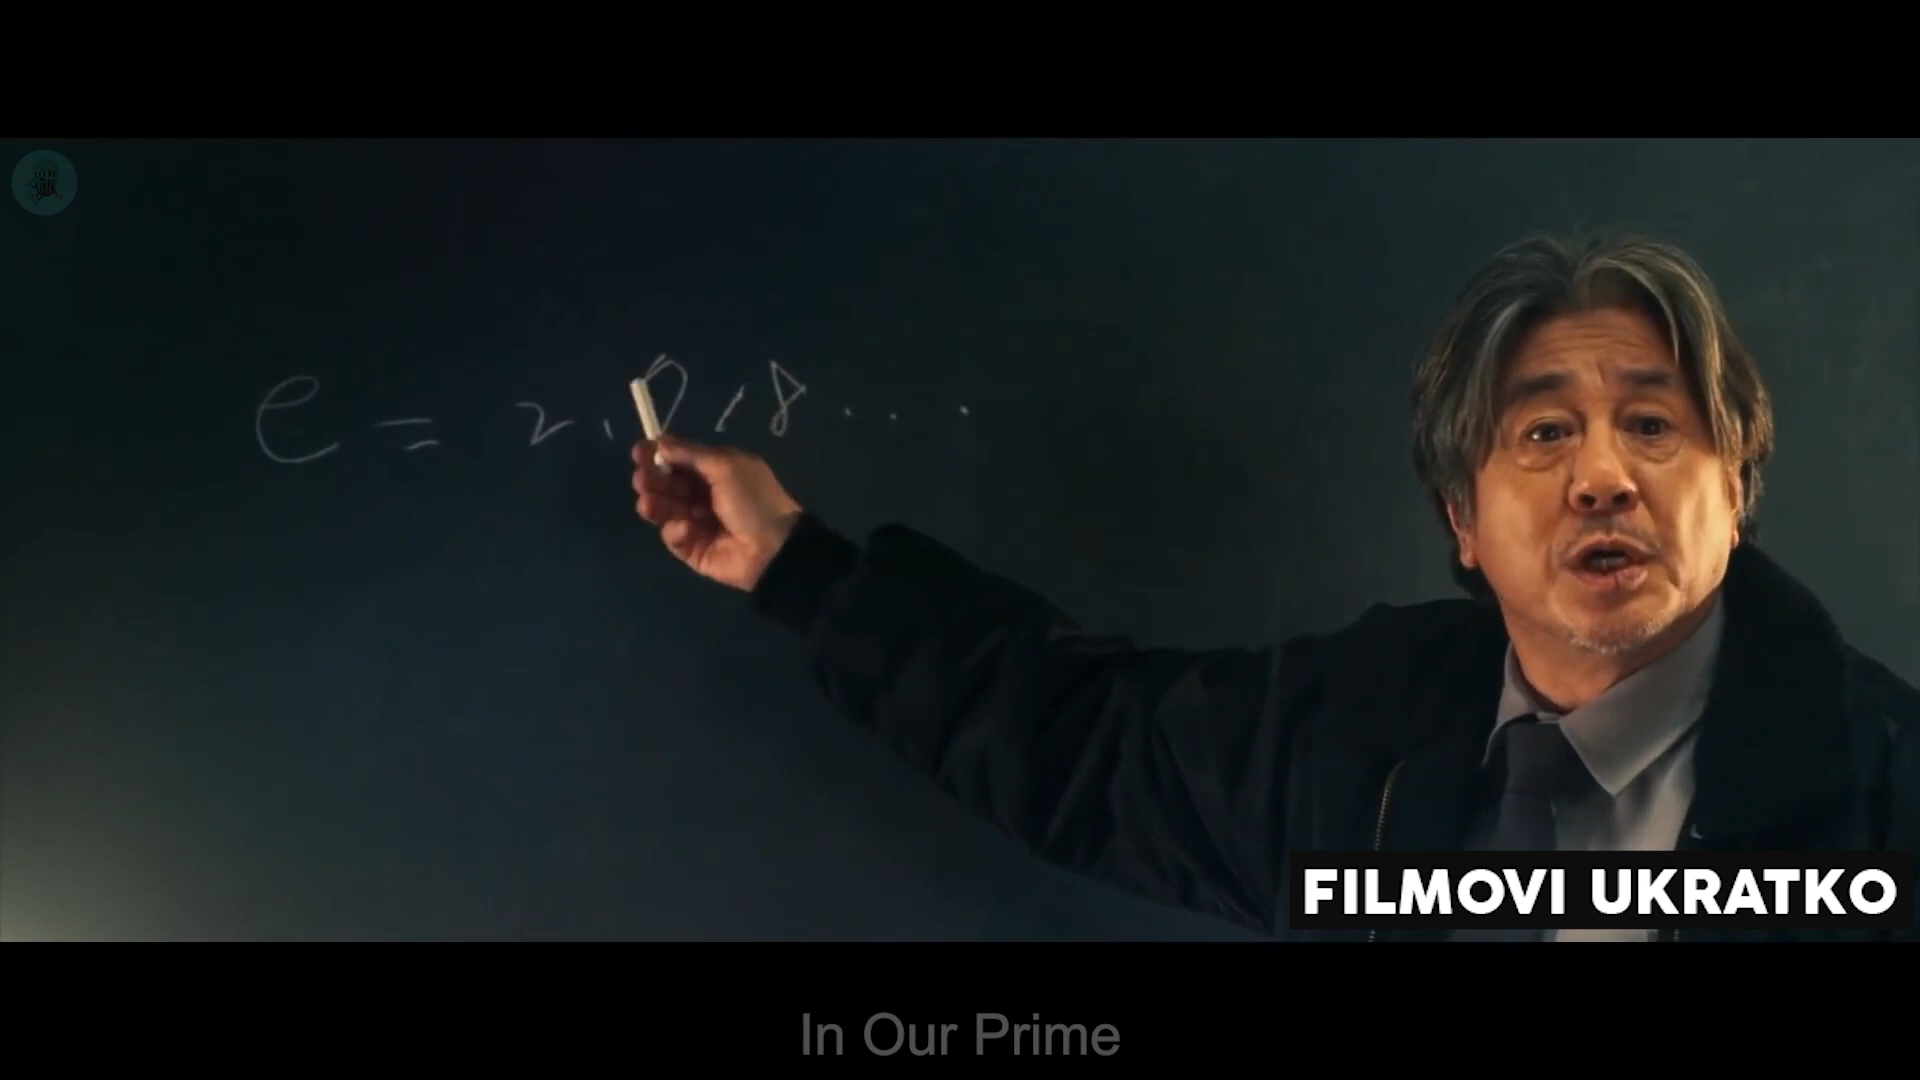 e = 2.718....
FILMOVI UKRATKO
In Our Prime